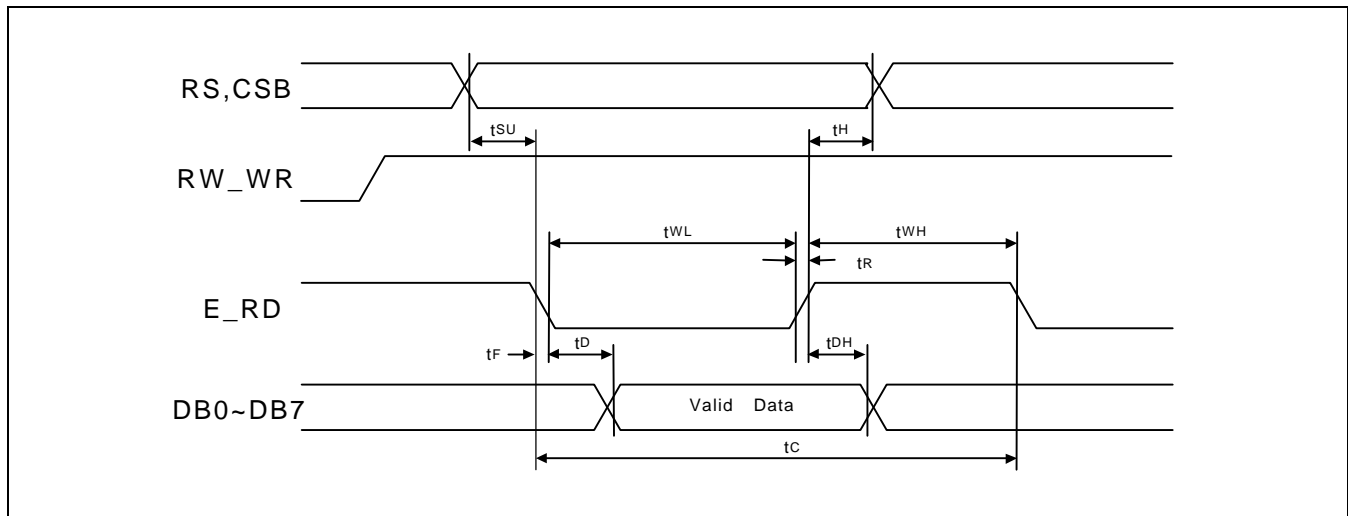 RS,CSB
tSU
tH
RW_WR
tWL
tWH
tR
E_RD
tF
tD
tDH
DB0~DB7
Valid Data
tC